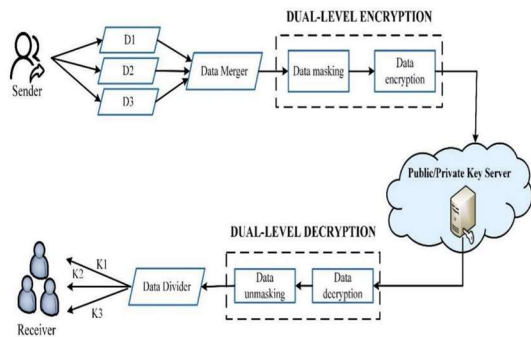 DUAL-LEVEL ENCRYPTION
D1
D2
D3
Sender
Data Merger
Data masking
Data
encryption
Public/Private Key Server
DUAL-LEVEL DECRYPTION
K1
K2
K3
Data Divider
Data
unmasking
Data
decryption
Receiver